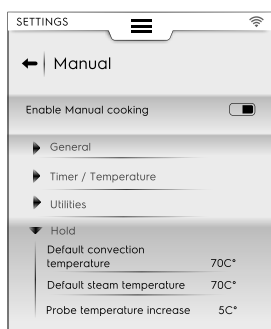 SETTINGS
Manual
Enable Manual cooking
General
Timer / Temperature
Utilities
Hold
Default convection
temperature 70C°
Default steam temperature 70C°
Probe temperature increase 5C°